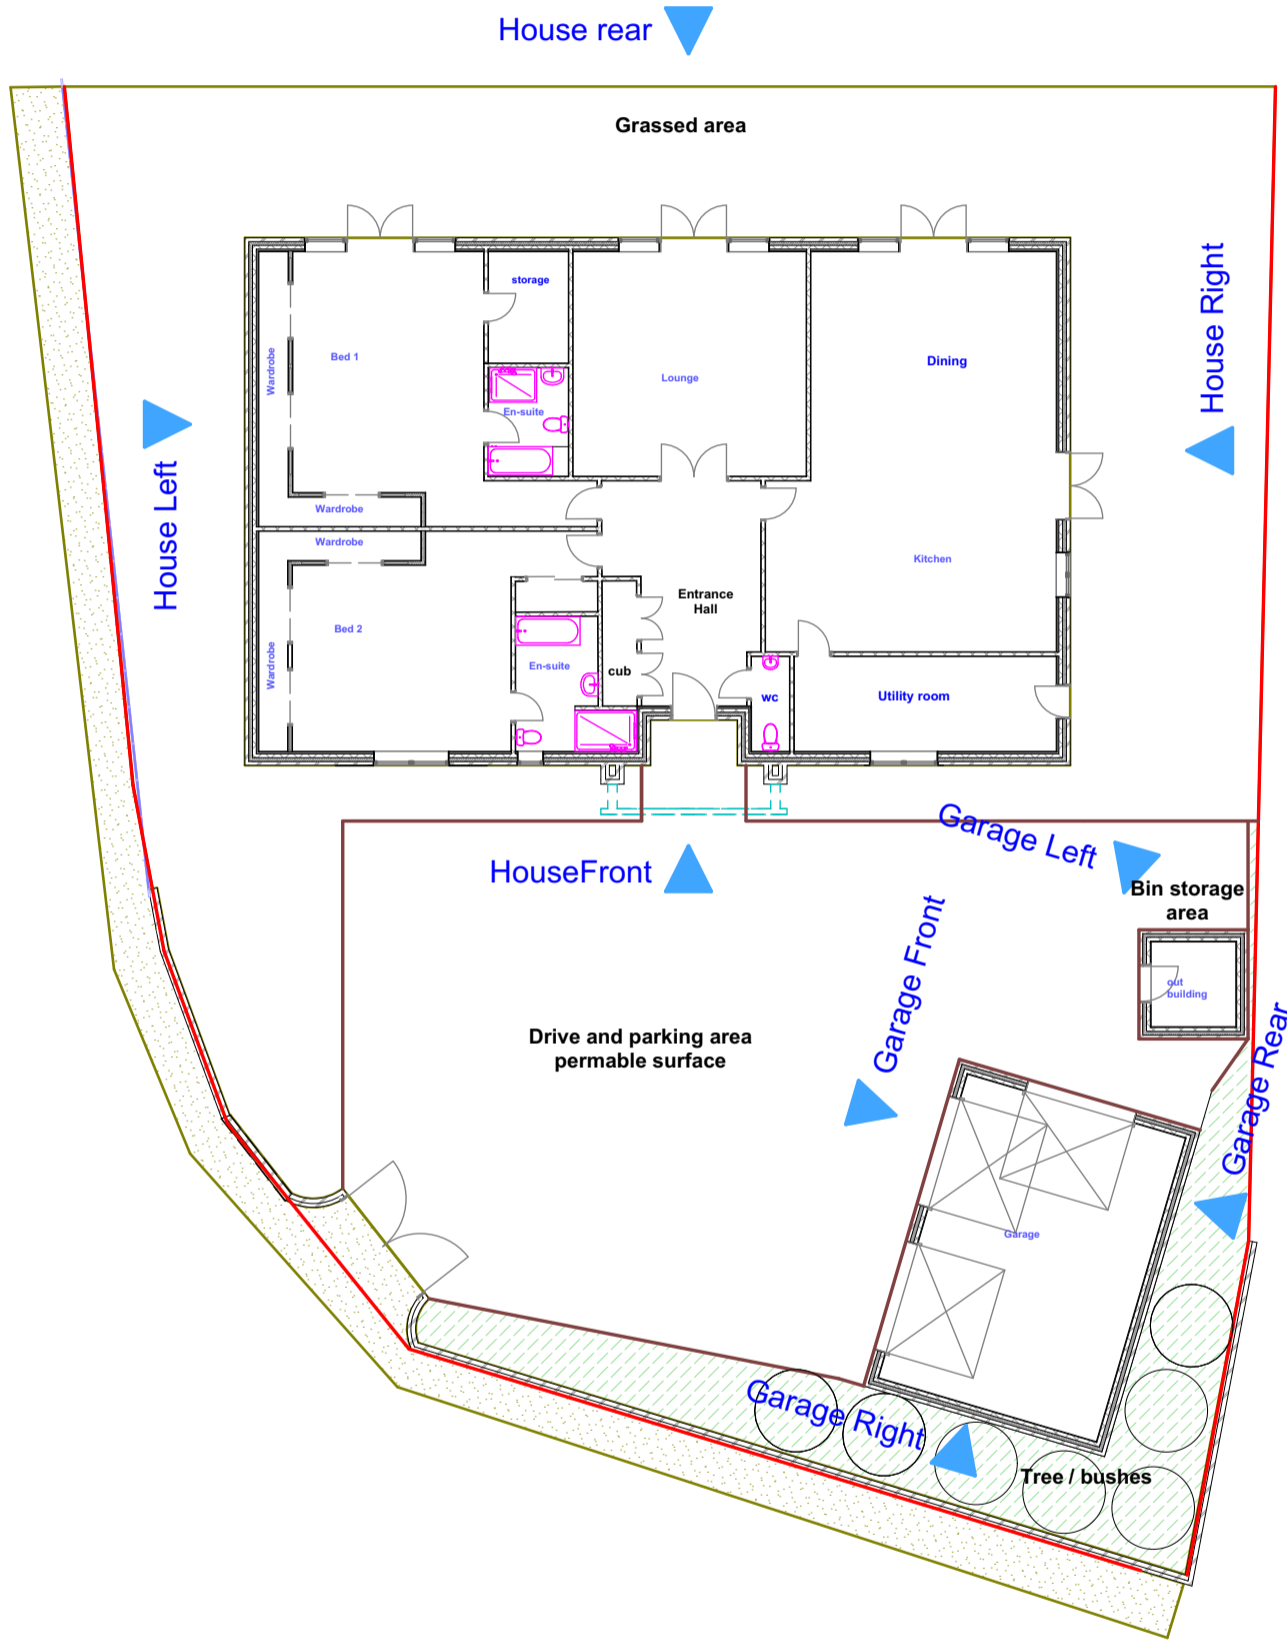 House rear
Grassed area
House Right
storage
Wardrobe
Bed 1
Dining
Lounge
En-suite
House Left
Wardrobe
Wardrobe
Kitchen
Entrance
Hall
Bed 2
Wardrobe
En-suite
cub
wc
Utility room
Garage Left
HouseFront
Bin storage
area
Garage Front
out
building
Drive and parking area
permable surface
Garage Rear
Garage
Garage Right
Tree / bushes